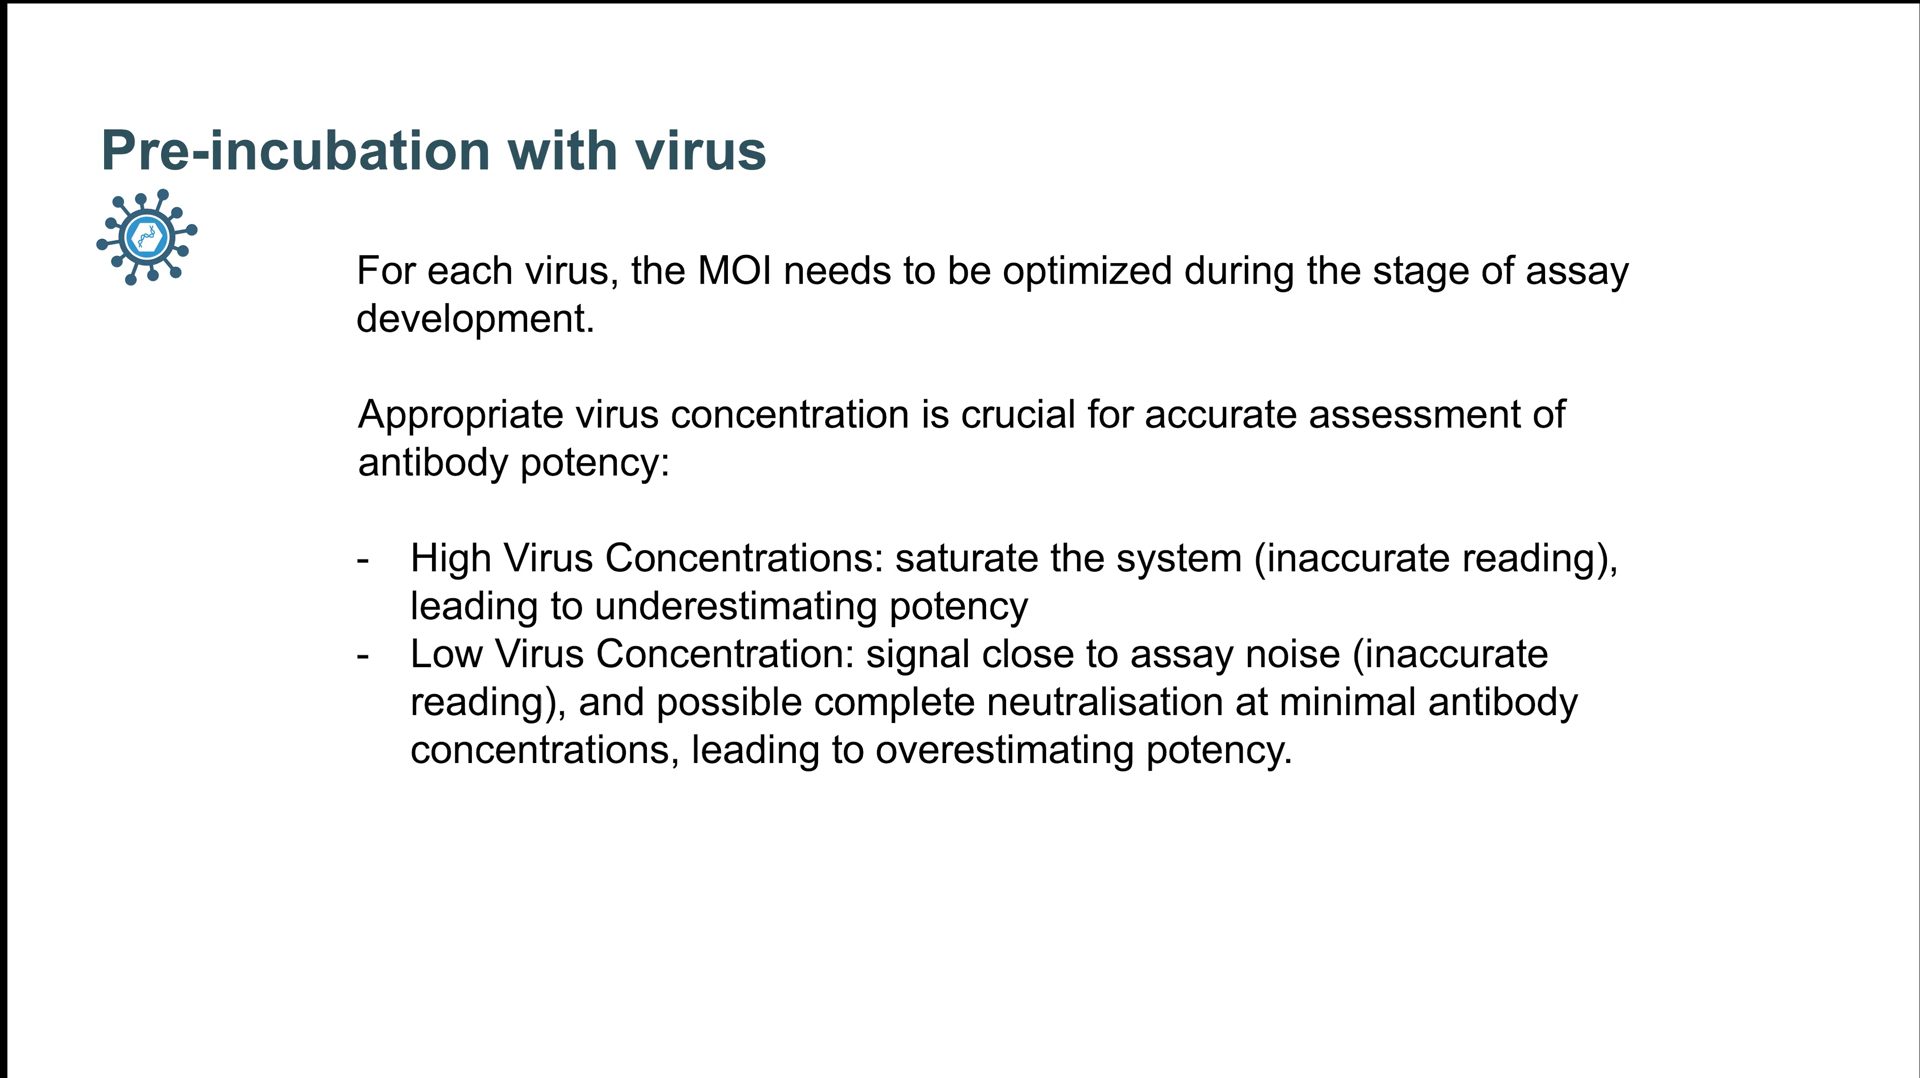 Pre-incubation with virus
For each virus, the MOI needs to be optimized during the stage of assay
development.
Appropriate virus concentration is crucial for accurate assessment of
antibody potency:
- High Virus Concentrations: saturate the system (inaccurate reading),
leading to underestimating potency
- Low Virus Concentration: signal close to assay noise (inaccurate
reading), and possible complete neutralisation at minimal antibody
concentrations, leading to overestimating potency.